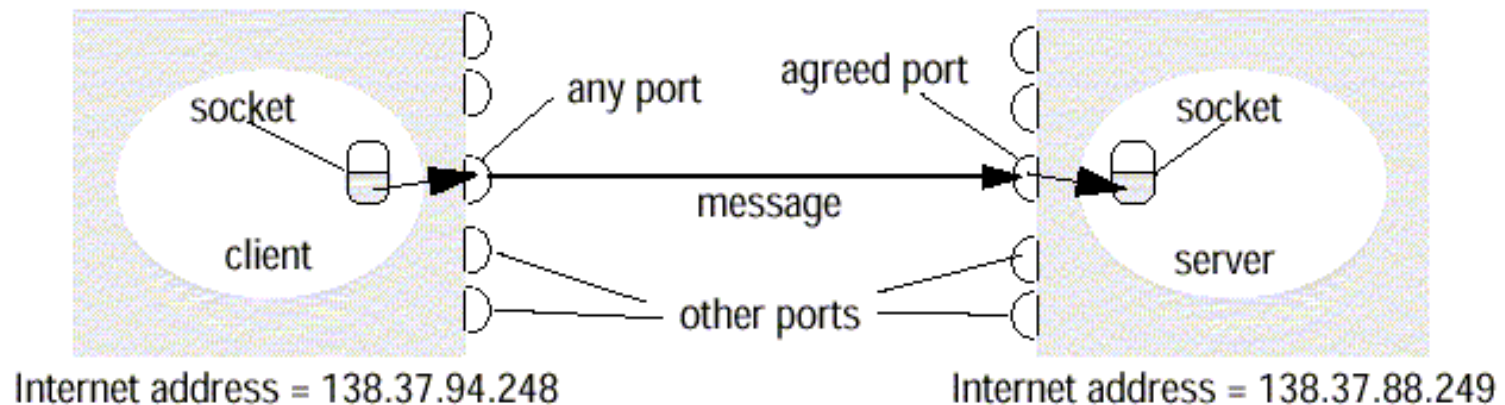 socket
any port
agreed port
socket
message
client
server
other ports
Internet address = 138.37.94.248
Internet address = 138.37.88.249